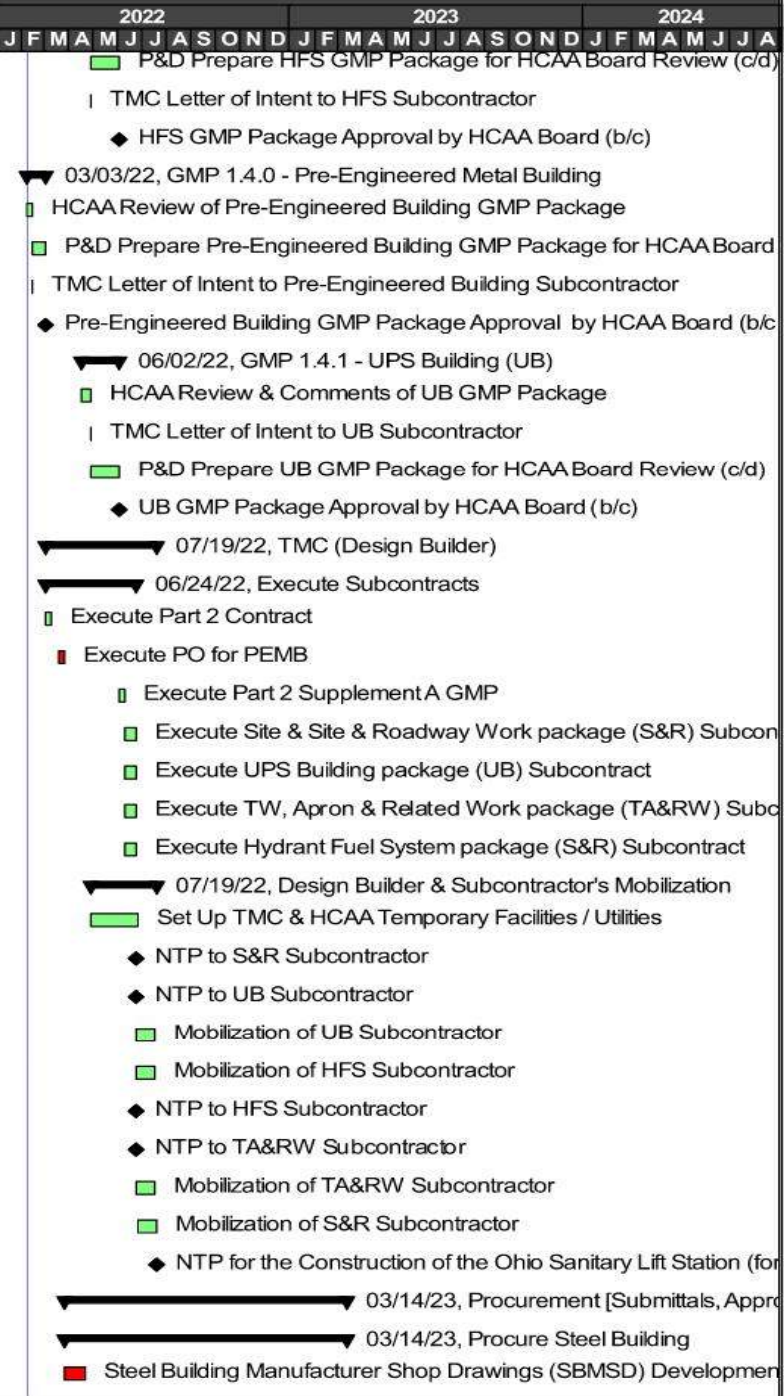 2022 2023 2024
J F M A M J J A S O N D J F M A M J J A S O N D J F M A M J J A
P&D Prepare HFS GMP Package for HCAA Board Review (c/d)
TMC Letter of Intent to HFS Subcontractor
HFS GMP Package Approval by HCAA Board (b/c)
03/03/22, GMP 1.4.0 - Pre-Engineered Metal Building
HCAA Review of Pre-Engineered Building GMP Package
P&D Prepare Pre-Engineered Building GMP Package for HCAA Board
TMC Letter of Intent to Pre-Engineered Building Subcontractor
Pre-Engineered Building GMP Package Approval by HCAA Board (b/c
06/02/22, GMP 1.4.1 - UPS Building (UB)
HCAA Review & Comments of UB GMP Package
TMC Letter of Intent to UB Subcontractor
P&D Prepare UB GMP Package for HCAA Board Review (c/d)
UB GMP Package Approval by HCAA Board (b/c)
07/19/22, TMC (Design Builder)
06/24/22, Execute Subcontracts
Execute Part 2 Contract
Execute PO for PEMB
Execute Part 2 Supplement A GMP
Execute Site & Site & Roadway Work package (S&R) Subcon
Execute UPS Building package (UB) Subcontract
Execute TW, Apron & Related Work package (TA&RW) Subc
Execute Hydrant Fuel System package (S&R) Subcontract
07/19/22, Design Builder & Subcontractor's Mobilization
Set Up TMC & HCAA Temporary Facilities / Utilities
NTP to S&R Subcontractor
NTP to UB Subcontractor
Mobilization of UB Subcontractor
Mobilization of HFS Subcontractor
NTP to HFS Subcontractor
NTP to TA&RW Subcontractor
Mobilization of TA&RW Subcontractor
Mobilization of S&R Subcontractor
NTP for the Construction of the Ohio Sanitary Lift Station (for
03/14/23, Procurement [Submittals, Appro
03/14/23, Procure Steel Building
Steel Building Manufacturer Shop Drawings (SBMSD) Developmen